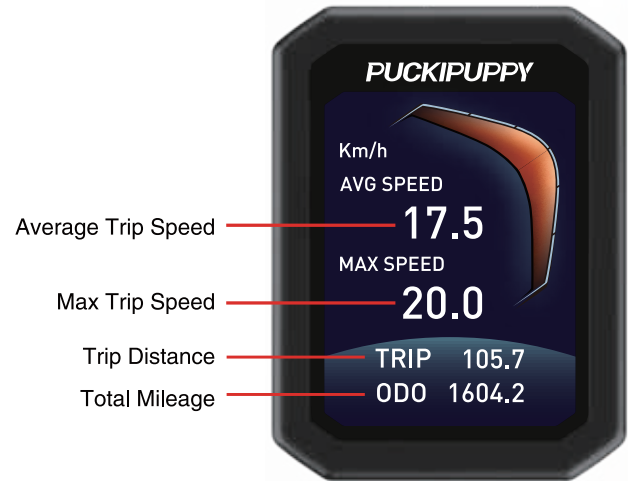 PUCKIPUPPY
Km/h
AVG SPEED
Average Trip Speed 17.5
MAX SPEED
Max Trip Speed 20.0
Trip Distance TRIP 105.7
Total Mileage ODO 1604.2